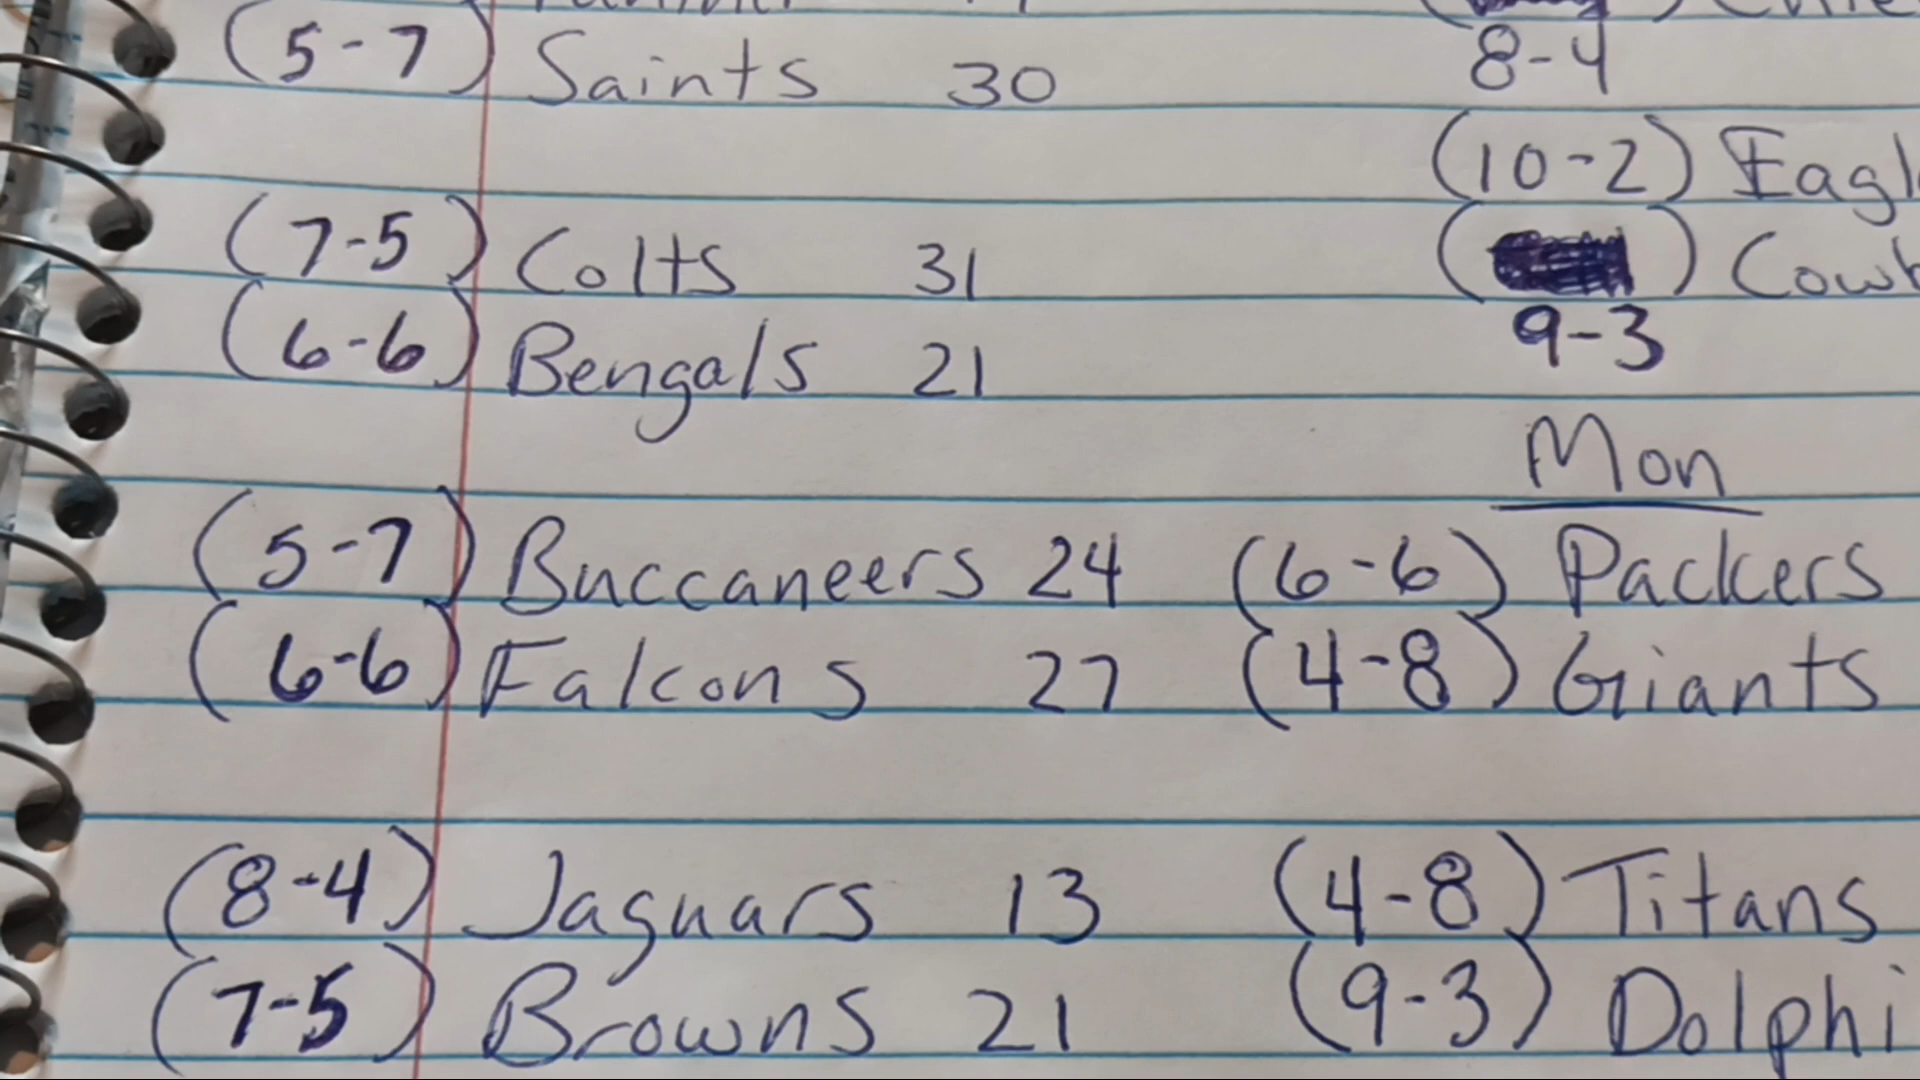 (5-7) Saints 30
(7-5) Colts 31
(6-6) Bengals 21
(5-7) Buccaneers 24
(6-6) Falcons 27
(8-4) Jaguars 13
(7-5) Browns 21
8-4
(10-2) Eagl
( ) Cowb
9-3
Mon
(6-6) Packers
(4-8) Giants
(4-8) Titans
(9-3) Dolphi